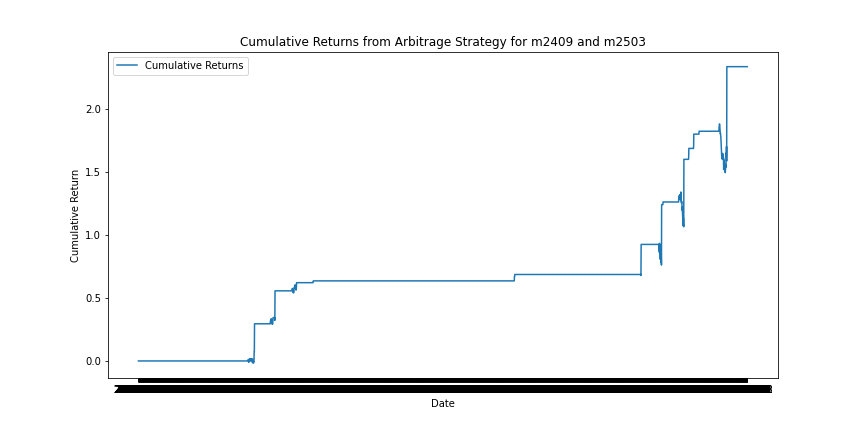 Cumulative Returns from Arbitrage Strategy for m2409 and m2503
Cumulative Returns
2.0
1.5
1.0
0.5
0.0
Cumulative Return
Date